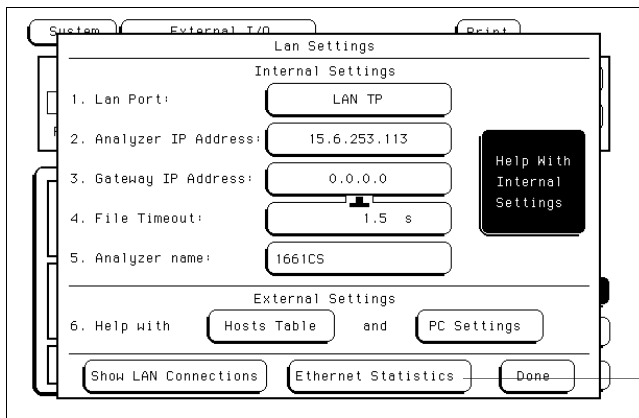 System External I/O Print
Lan Settings
Internal Settings
1. Lan Port: LAN TP
2. Analyzer IP Address: 15.6.253.113
3. Gateway IP Address: 0.0.0.0
4. File Timeout: 1.5 s
5. Analyzer name: 1661CS
Help With
Internal
Settings
External Settings
6. Help with Hosts Table and PC Settings
Show LAN Connections Ethernet Statistics Done